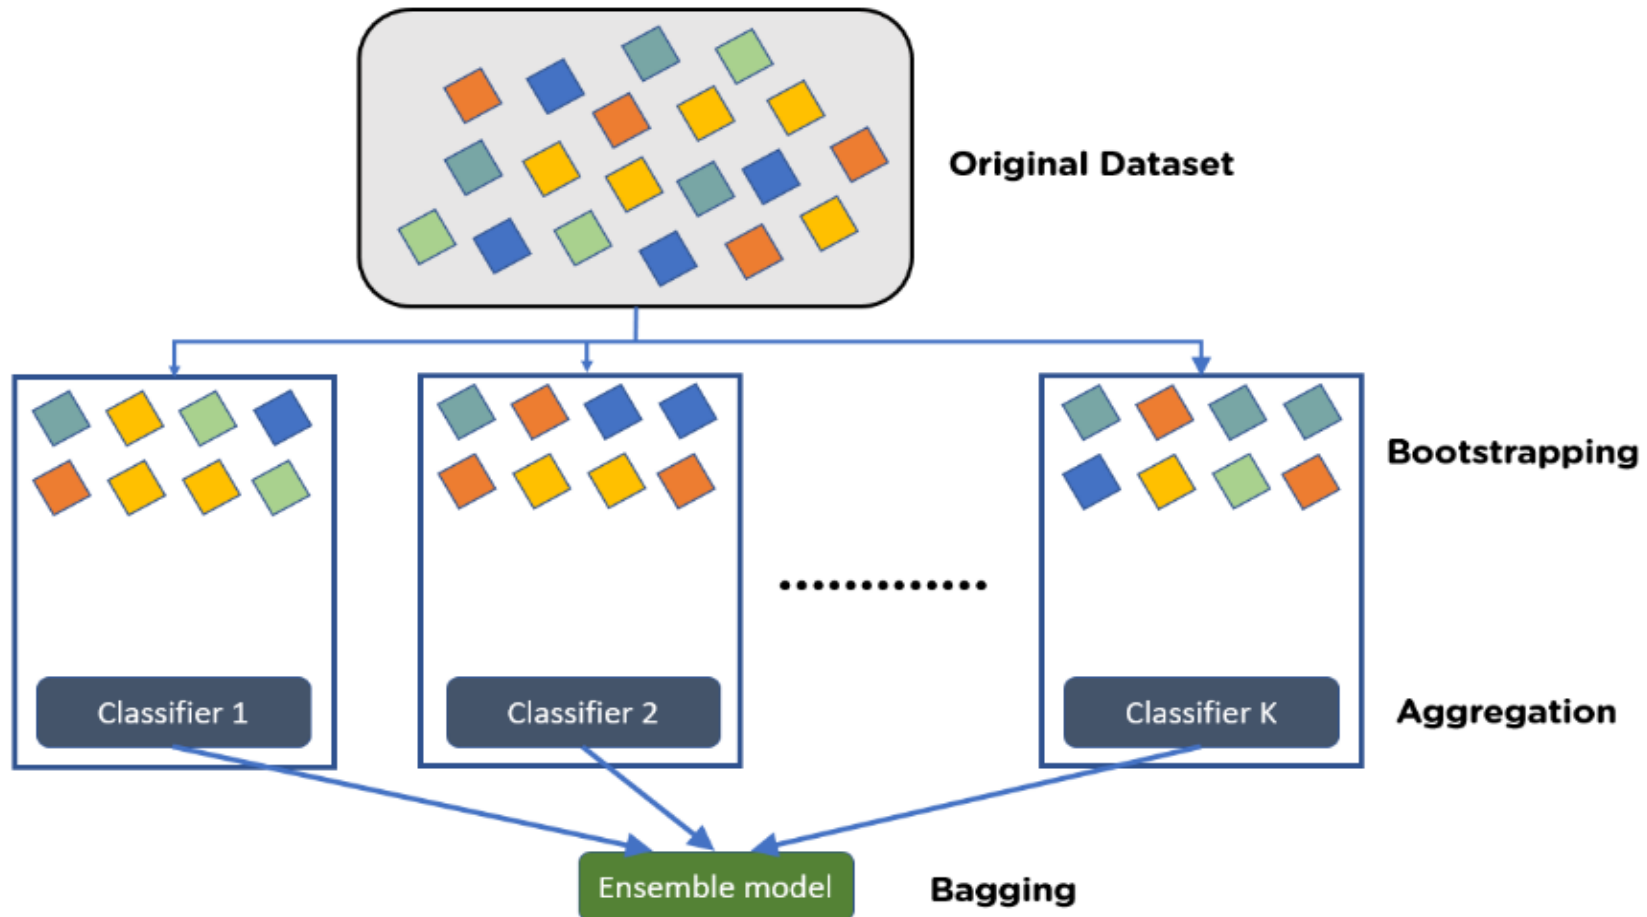 Original Dataset
Bootstrapping
Classifier 1
Classifier 2
Classifier K
Aggregation
Ensemble model
Bagging